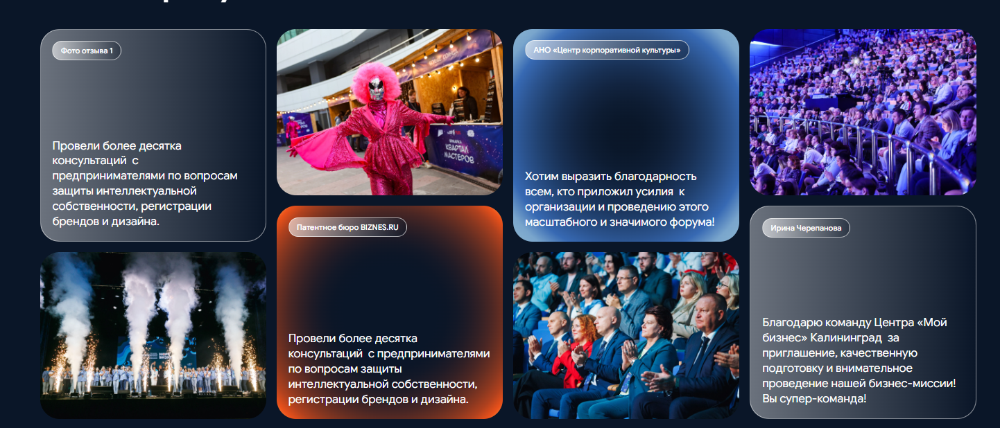 Фото отзыва 1
Провели более десятка
консультаций с
предпринимателями по вопросам
защиты интеллектуальной
собственности, регистрации
брендов и дизайна.
ЯРМАРКА
КВАРТАЛ
МАСТЕРОВ
Патентное бюро BIZNES.RU
Провели более десятка
консультаций с предпринимателями
по вопросам защиты
интеллектуальной собственности,
регистрации брендов и дизайна.
АНО «Центр корпоративной культуры»
Хотим выразить благодарность
всем, кто приложил усилия к
организации и проведению этого
масштабного и значимого форума!
Ирина Черепанова
Благодарю команду Центра «Мой
бизнес» Калининград за
приглашение, качественную
подготовку и внимательное
проведение нашей бизнес-миссии!
Вы супер-команда!